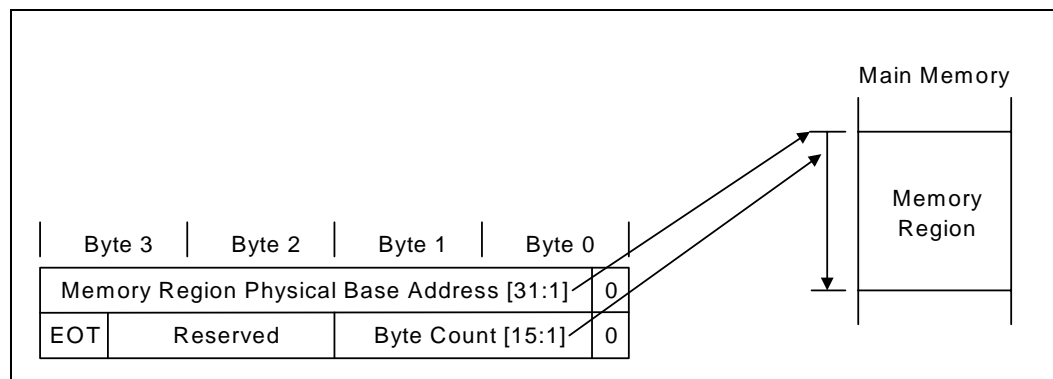 Main Memory
Memory
Region
Byte 3 Byte 2 Byte 1 Byte 0
Memory Region Physical Base Address [31:1] 0
EOT Reserved Byte Count [15:1] 0